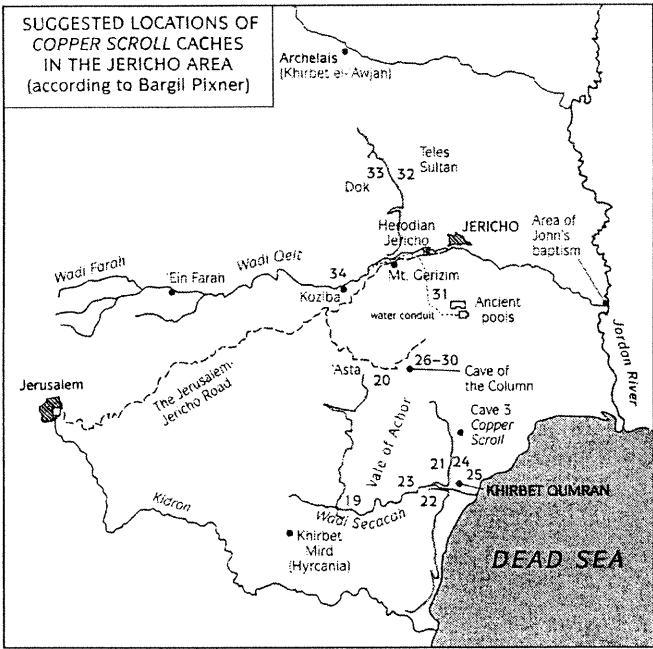 SUGGESTED LOCATIONS OF
COPPER SCROLL CACHES
IN THE JERICHO AREA
(according to Bargil Pixner)
Archelais
(Khirbet el-Awjah)
33
32
Teles
Sultan
Dok
Herodian
Jericho
JERICHO
Area of
John's
baptism
Wadi Farah
'Ein Farah
Wadi Qelt
34
Koziba
Mt. Gerizim
31
Ancient
pools
water conduit
Jordan River
26–30
'Asta
20
Cave of
the Column
Jerusalem
The Jerusalem-
Jericho Road
Vale of Achor
Cave 3
Copper
Scroll
21
24
25
23
22
KHIRBET QUMRAN
19
Wadi Secacah
Kidron
Khirbet
Mird
(Hyrcania)
DEAD SEA